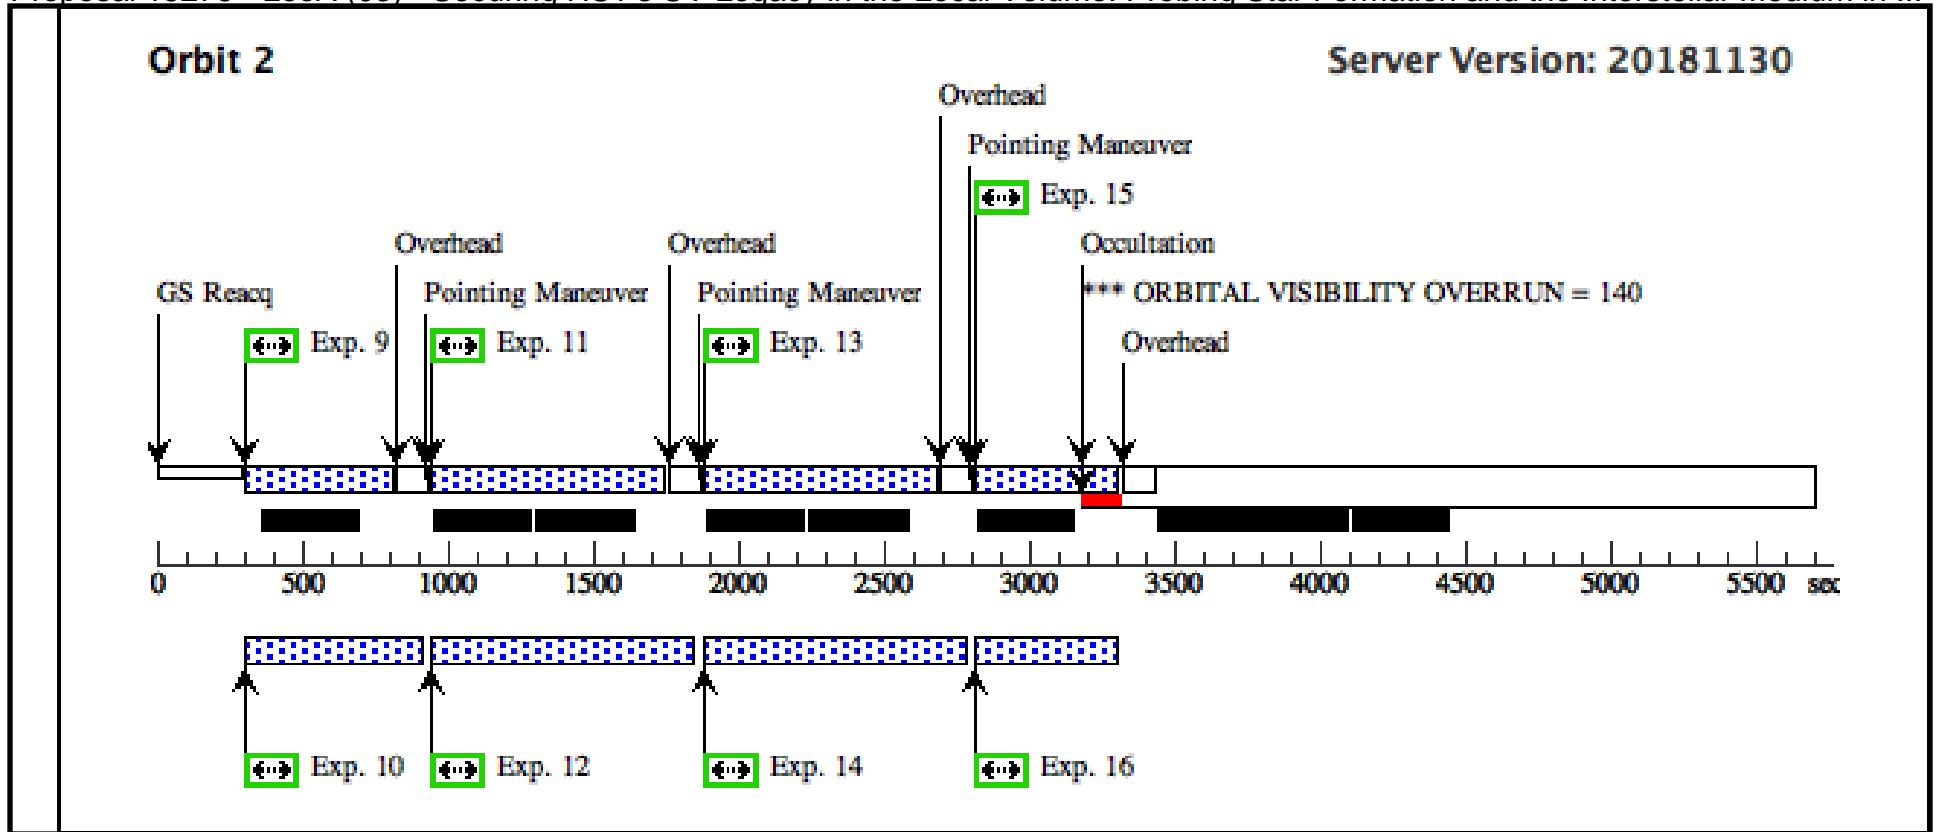 Orbit 2
Server Version: 20181130
Overhead
Pointing Maneuver
Exp. 15
Overhead
Overhead
Occultation
GS Reacq
Pointing Maneuver
Pointing Maneuver
*** ORBITAL VISIBILITY OVERRUN = 140
Exp. 9
Exp. 11
Exp. 13
Overhead
0 500 1000 1500 2000 2500 3000 3500 4000 4500 5000 5500 sec
Exp. 10
Exp. 12
Exp. 14
Exp. 16